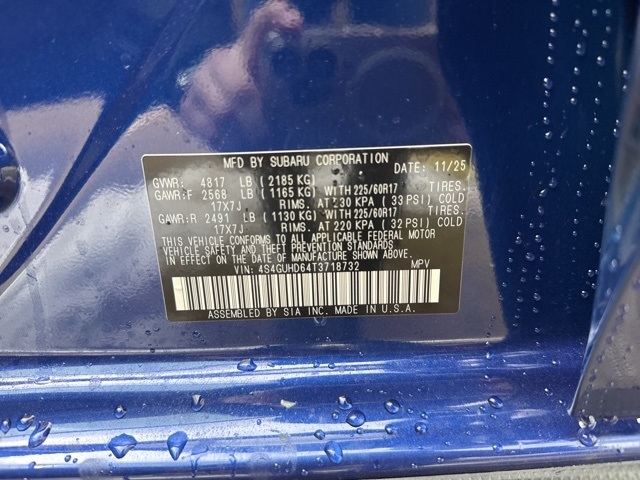 MFD BY SUBARU CORPORATION DATE: 11/25
GVWR: 4817 LB (2185 KG)
GAWR:F 2568 LB (1165 KG) WITH 225/60R17 TIRES.
17X7J RIMS. AT 230 KPA (33 PSI) COLD
GAWR:R 2491 LB (1130 KG) WITH 225/60R17 TIRES.
17X7J RIMS. AT 220 KPA (32 PSI) COLD
THIS VEHICLE CONFORMS TO ALL APPLICABLE FEDERAL MOTOR
VEHICLE SAFETY AND THEFT PREVENTION STANDARDS
IN EFFECT ON THE DATE OF MANUFACTURE SHOWN ABOVE.
VIN: 4S4GUHD64T3718732 MPV
ASSEMBLED BY SIA INC. MADE IN U.S.A.